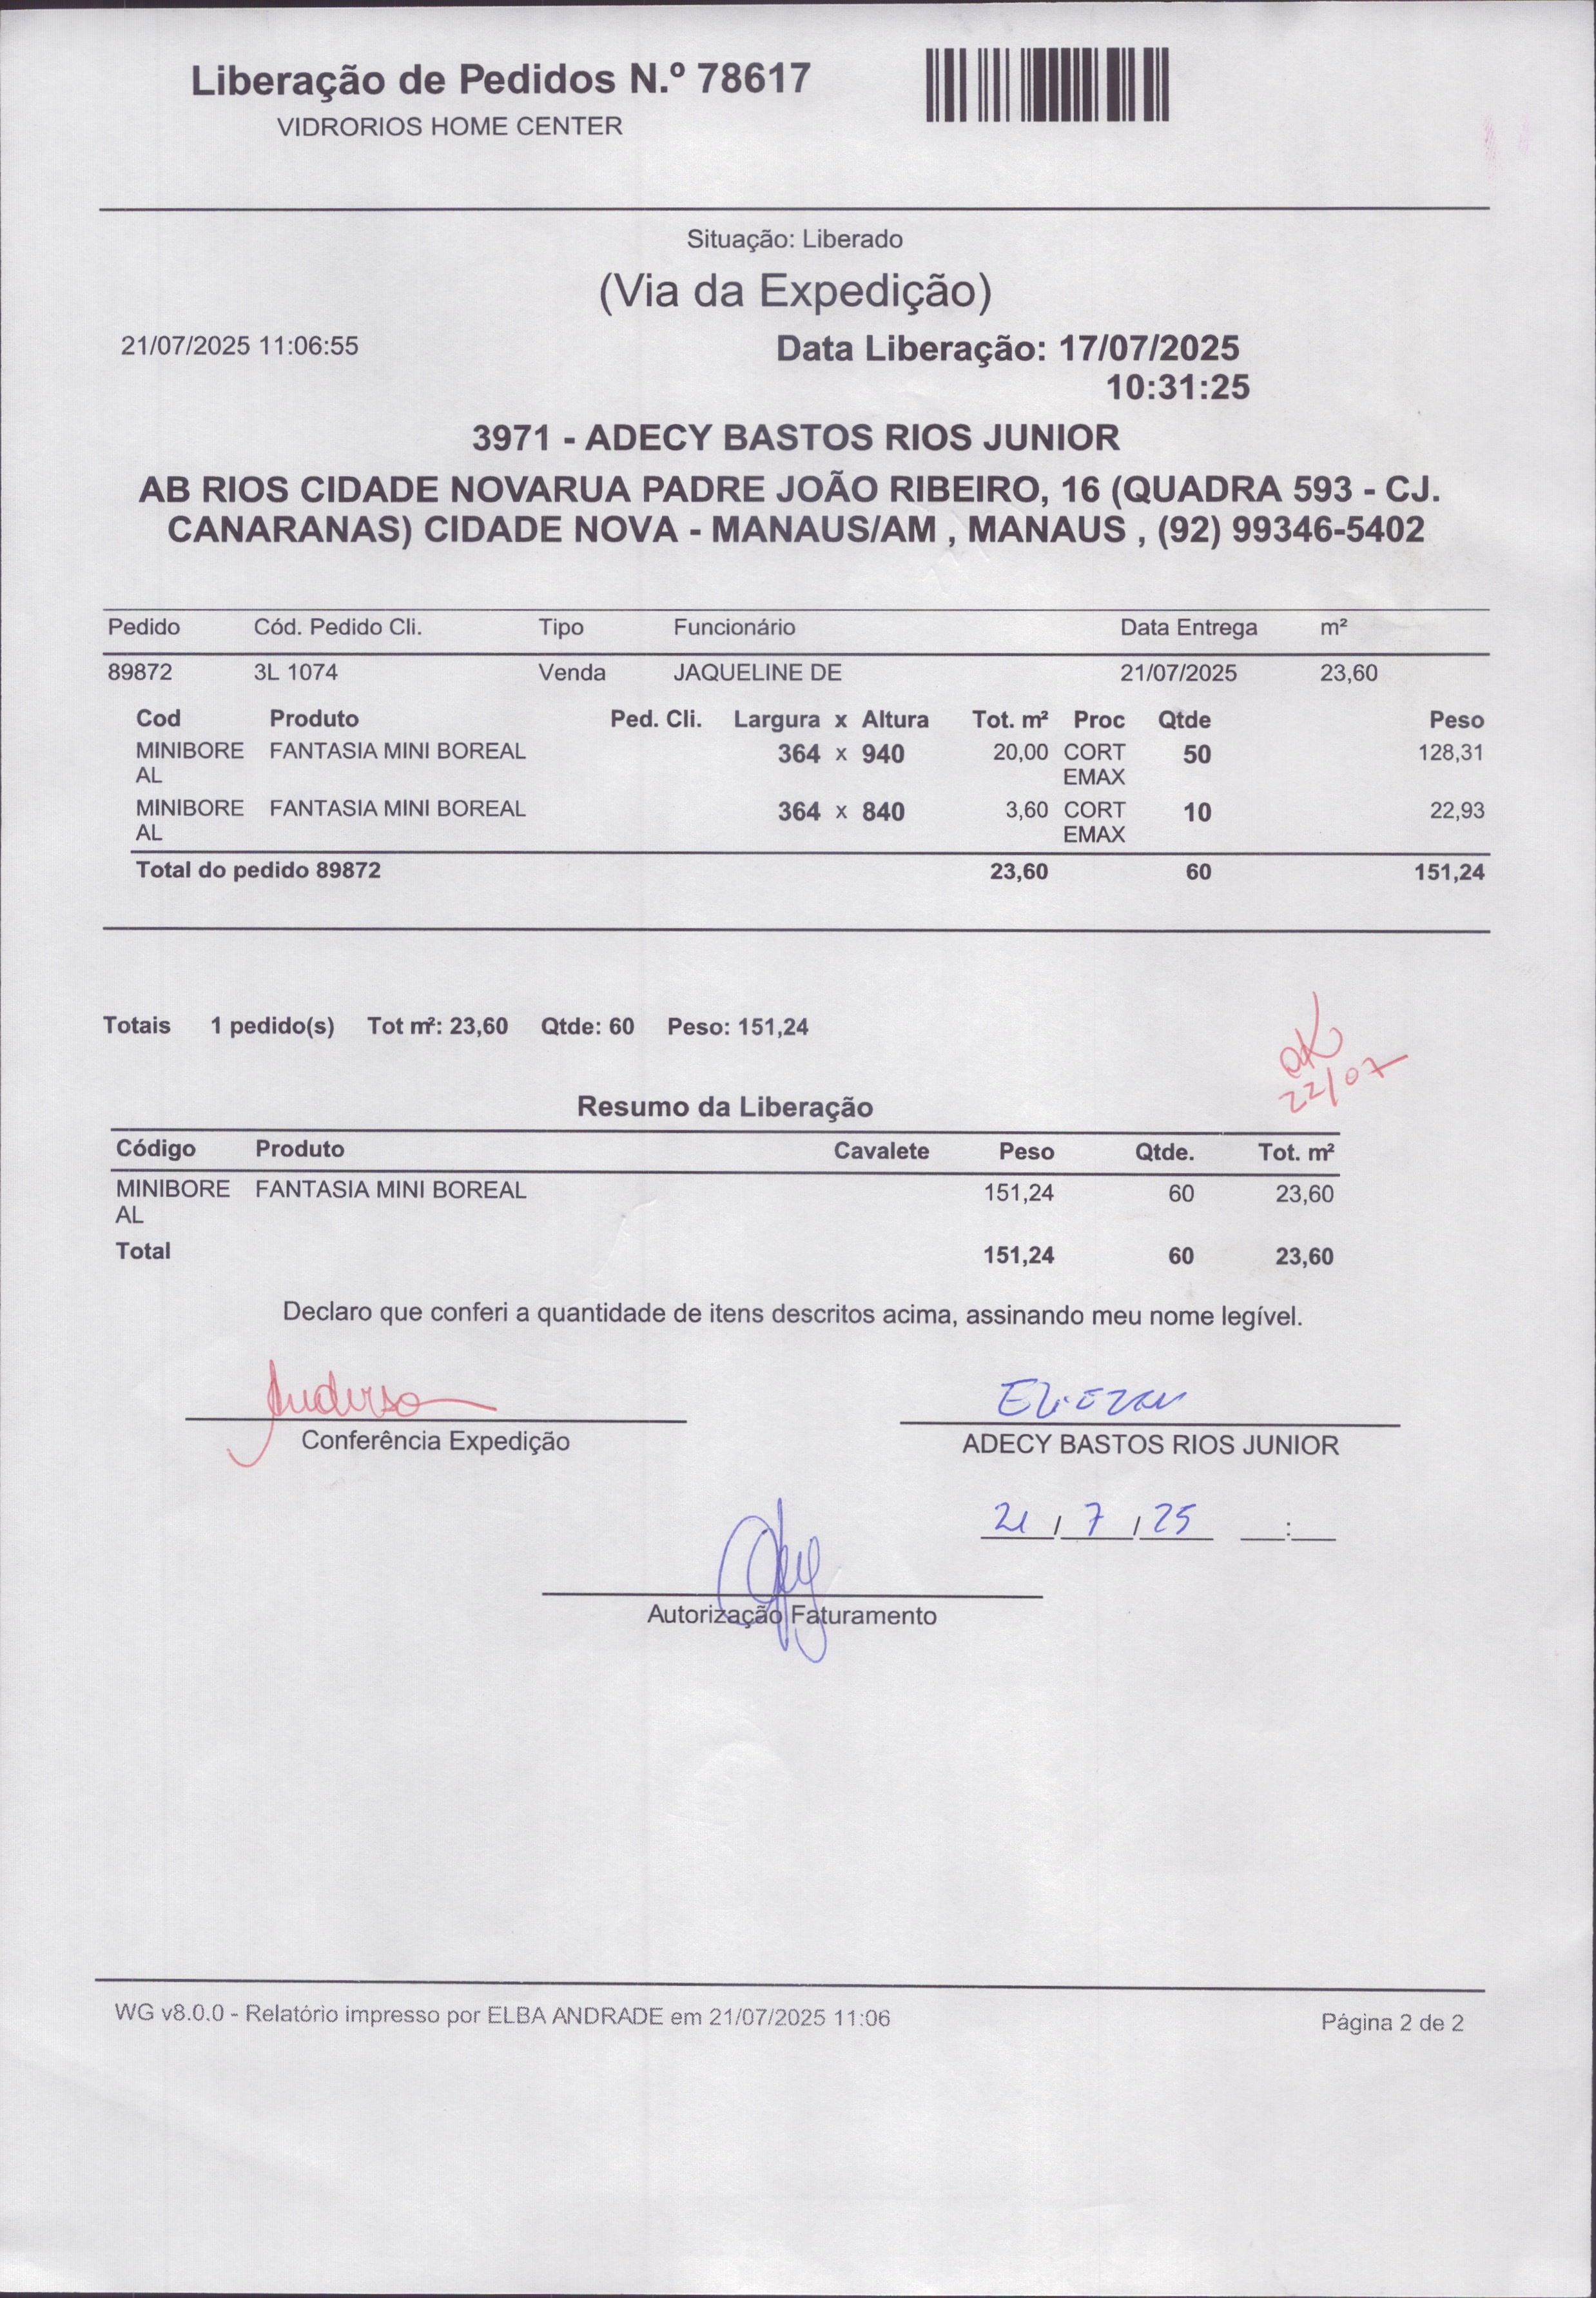 Liberação de Pedidos N.º 78617
VIDRORIOS HOME CENTER
Situação: Liberado
(Via da Expedição)
21/07/2025 11:06:55
Data Liberação: 17/07/2025
10:31:25
3971 - ADECY BASTOS RIOS JUNIOR
AB RIOS CIDADE NOVARUA PADRE JOÃO RIBEIRO, 16 (QUADRA 593 - CJ.
CANARANAS) CIDADE NOVA - MANAUS/AM , MANAUS , (92) 99346-5402
Pedido Cód. Pedido Cli. Tipo Funcionário Data Entrega m²
89872 3L 1074 Venda JAQUELINE DE 21/07/2025 23,60
Cod Produto Ped. Cli. Largura x Altura Tot. m² Proc Qtde Peso
MINIBORE FANTASIA MINI BOREAL 364 x 940 20,00 CORT 50 128,31
AL EMAX
MINIBORE FANTASIA MINI BOREAL 364 x 840 3,60 CORT 10 22,93
AL EMAX
Total do pedido 89872 23,60 60 151,24
Totais 1 pedido(s) Tot m²: 23,60 Qtde: 60 Peso: 151,24
OK
22/07
Resumo da Liberação
Código Produto Cavalete Peso Qtde. Tot. m²
MINIBORE FANTASIA MINI BOREAL 151,24 60 23,60
AL
Total 151,24 60 23,60
Declaro que conferi a quantidade de itens descritos acima, assinando meu nome legível.
Anderso
Conferência Expedição
ADECY BASTOS RIOS JUNIOR
21 / 7 / 25 __:__
Autorização Faturamento
WG v8.0.0 - Relatório impresso por ELBA ANDRADE em 21/07/2025 11:06
Página 2 de 2